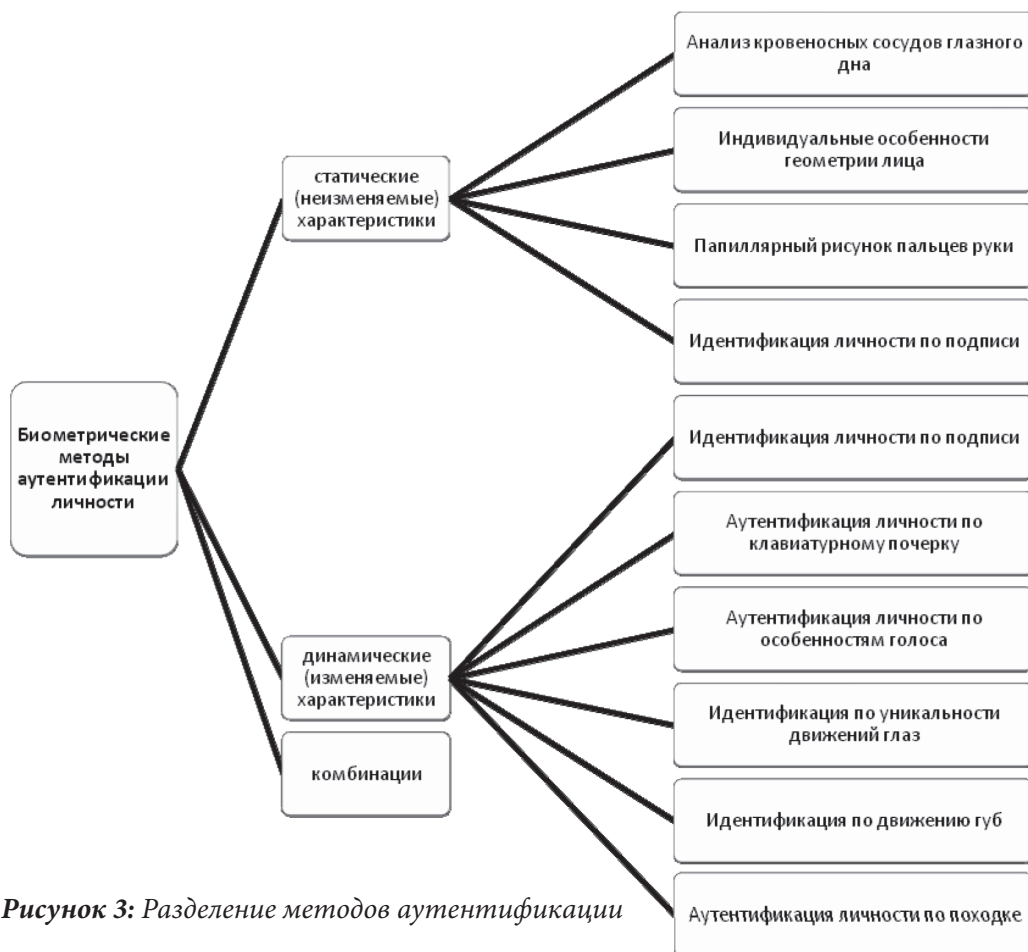 Биометрические
методы
аутентификации
личности
статические
(неизменяемые)
характеристики
Анализ кровеносных сосудов глазного
дна
Индивидуальные особенности
геометрии лица
Папиллярный рисунок пальцев руки
Идентификация личности по подписи
динамические
(изменяемые)
характеристики
Идентификация личности по подписи
Аутентификация личности по
клавиатурному почерку
Аутентификация личности по
особенностям голоса
Идентификация по уникальности
движений глаз
Идентификация по движению губ
Аутентификация личности по походке
комбинации
Рисунок 3: Разделение методов аутентификации